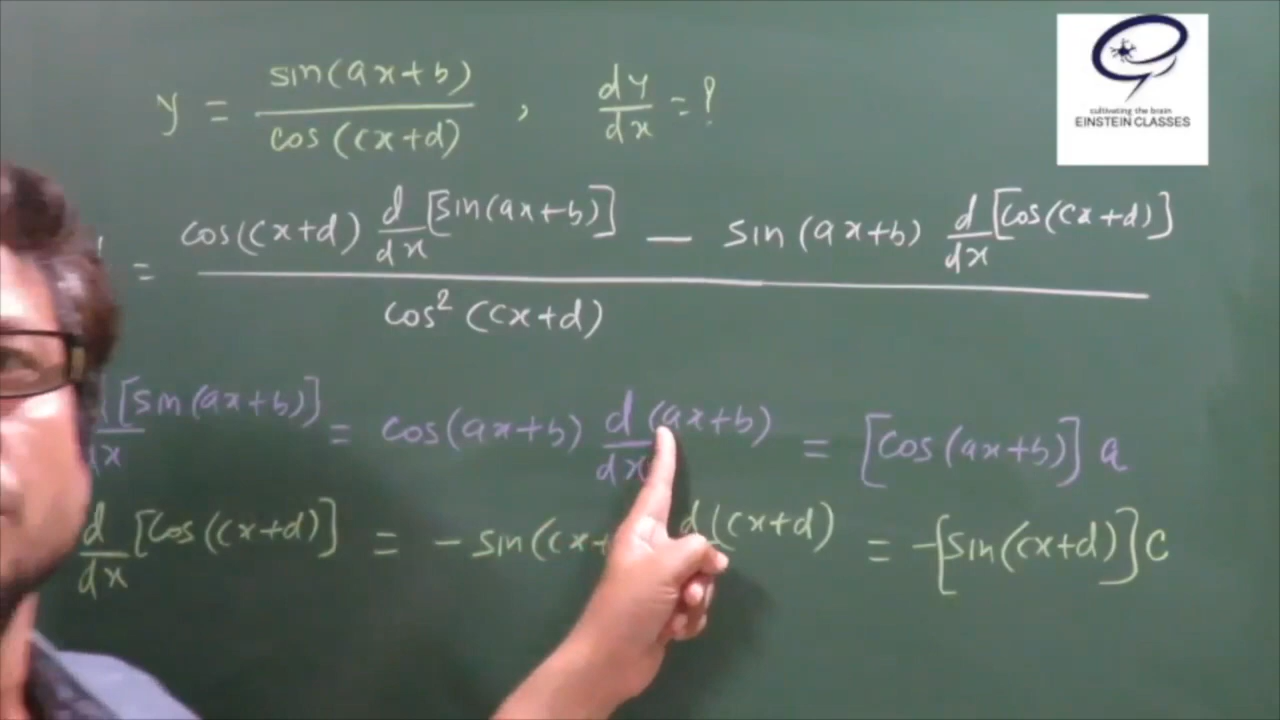 y = sin(ax+b) / cos(cx+d) , dy/dx = ?
cultivating the brain
EINSTEIN CLASSES
= cos(cx+d) d/dx [sin(ax+b)] − sin(ax+b) d/dx [cos(cx+d)] / cos²(cx+d)
[sin(ax+b)] = cos(ax+b) d(ax+b)/dx = [cos(ax+b)] a
d/dx [cos(cx+d)] = −sin(cx+ d(cx+d) = −[sin(cx+d)] c